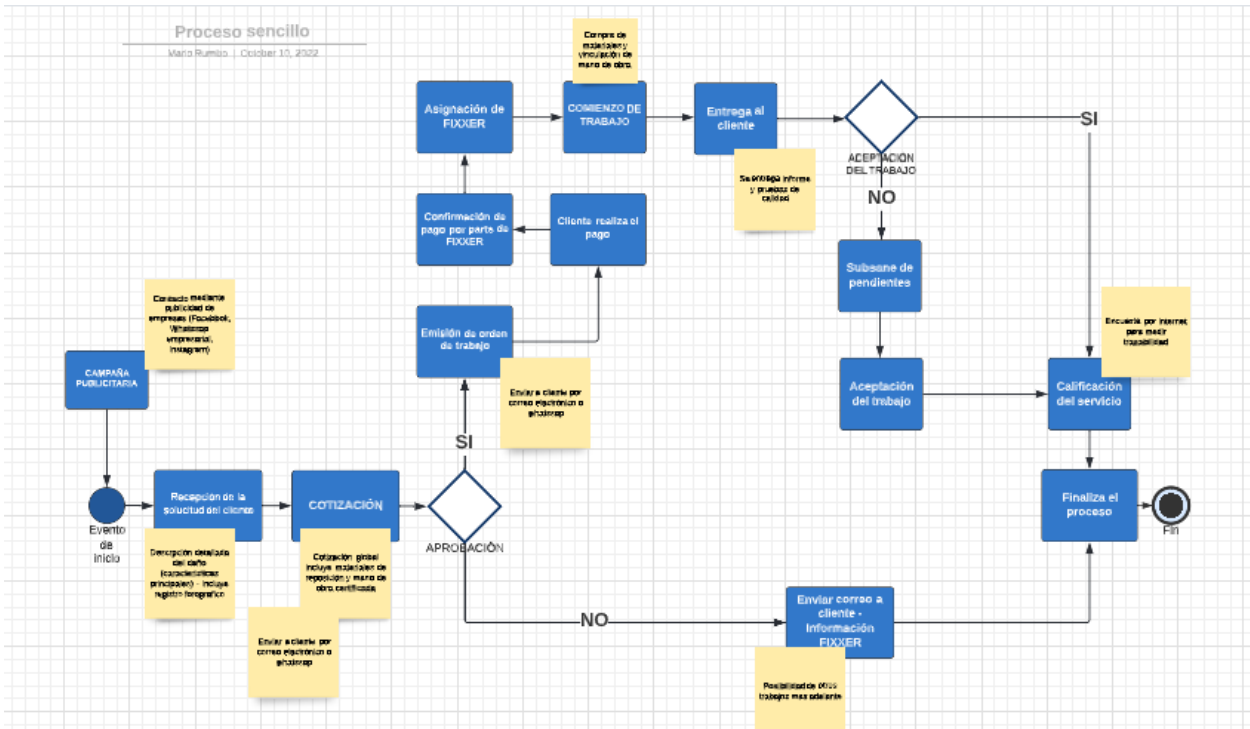 Proceso sencillo
Mario Rumbo | October 10, 2022
Compra de
materiales y
vinculación de
mano de obra.
Asignación de
FIXXER
COMIENZO DE
TRABAJO
Entrega al
cliente
SI
ACEPTACION
DEL TRABAJO
Se entrega informe
y pruebas de
calidad
NO
Confirmación de
pago por parte de
FIXXER
Cliente realiza el
pago
Subsane de
pendientes
Contacto mediante
publicidad de
empresas (Facebook,
Whatsapp
empresarial,
Instagram)
CAMPAÑA
PUBLICITARIA
Emisión de orden
de trabajo
Enviar a cliente por
correo electrónico o
whatsapp
Encuesta por internet
para medir
trazabilidad
Aceptación
del trabajo
Calificación
del servicio
SI
Evento
de
inicio
Recepción de la
solicitud del cliente
COTIZACIÓN
APROBACIÓN
Finaliza el
proceso
Fin
Descripción detallada
del daño
(características
principales) - incluye
registro fotografico
Cotización global
incluye materiales de
reposición y mano de
obra certificada
Enviar a cliente por
correo electrónico o
whatsapp
NO
Enviar correo a
cliente -
Información
FIXXER
Posibilidad de otros
trabajos mas adelante